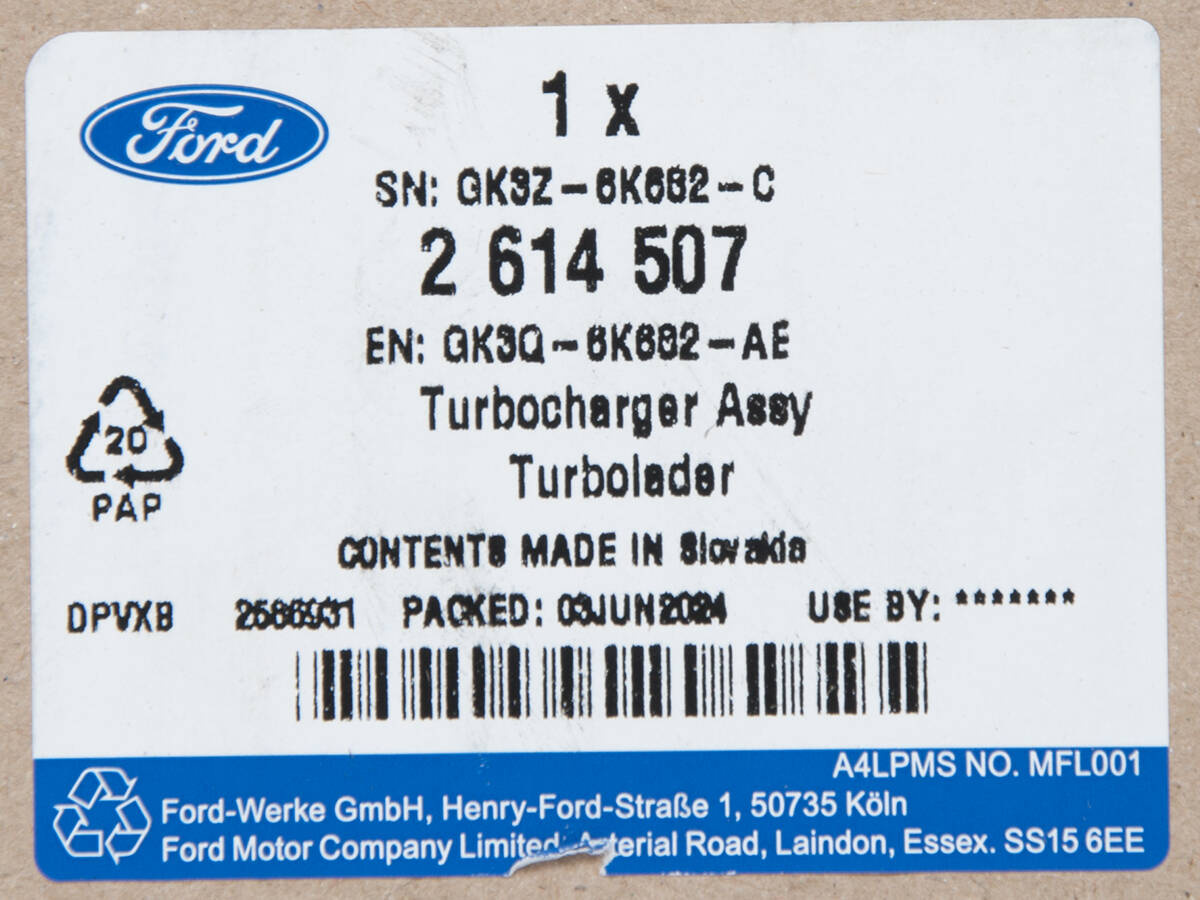 Ford
1 x
SN: GK3Z-6K682-C
2 614 507
EN: GK3Q-6K682-AE
Turbocharger Assy
Turbolader
20
PAP
CONTENTS MADE IN Slovakia
DPVXB 2586931 PACKED: 03JUN2024 USE BY: *******
A4LPMS NO. MFL001
Ford-Werke GmbH, Henry-Ford-Straße 1, 50735 Köln
Ford Motor Company Limited, Arterial Road, Laindon, Essex. SS15 6EE